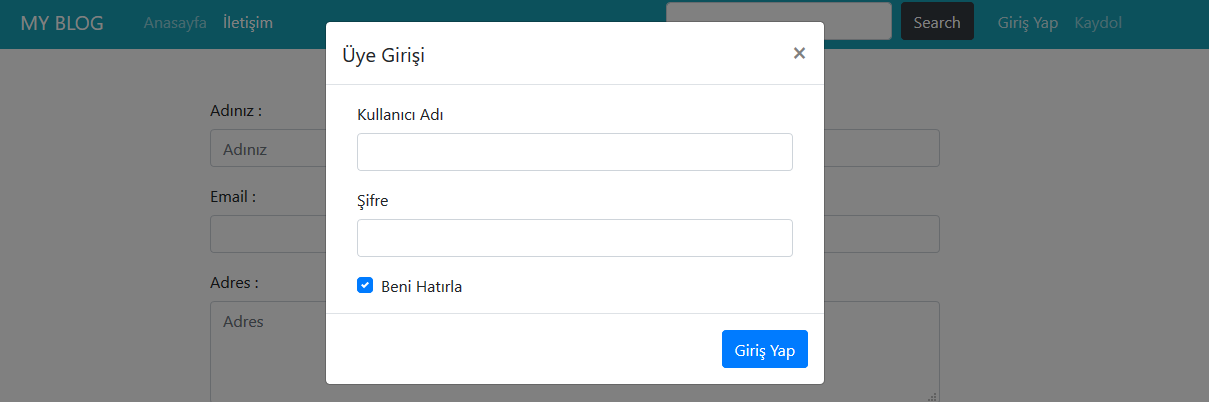 MY BLOG Anasayfa İletişim Search Giriş Yap Kaydol
Üye Girişi ×
Kullanıcı Adı
Şifre
Beni Hatırla
Giriş Yap
Adınız :
Adınız
Email :
Adres :
Adres